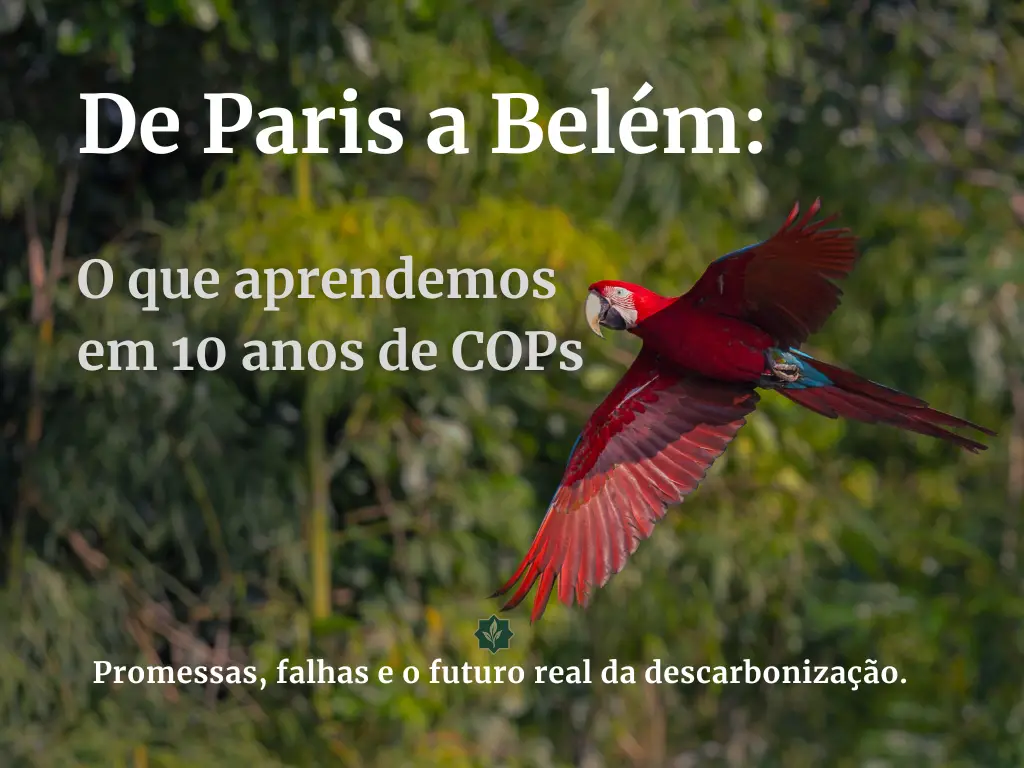 De Paris a Belém:
O que aprendemos
em 10 anos de COPs
Promessas, falhas e o futuro real da descarbonização.